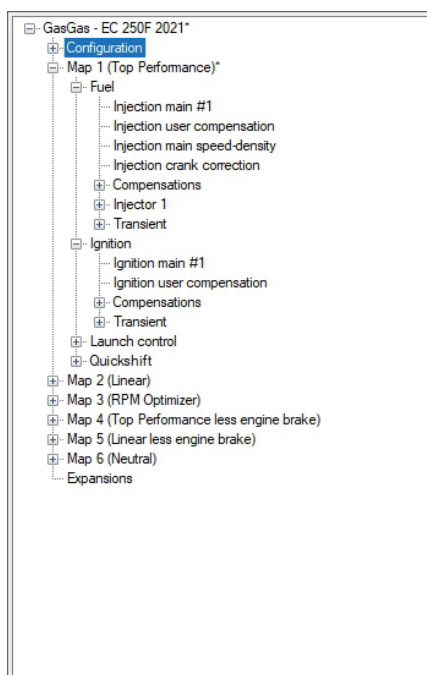 GasGas - EC 250F 2021*
Configuration
Map 1 (Top Performance)*
Fuel
Injection main #1
Injection user compensation
Injection main speed-density
Injection crank correction
Compensations
Injector 1
Transient
Ignition
Ignition main #1
Ignition user compensation
Compensations
Transient
Launch control
Quickshift
Map 2 (Linear)
Map 3 (RPM Optimizer)
Map 4 (Top Performance less engine brake)
Map 5 (Linear less engine brake)
Map 6 (Neutral)
Expansions